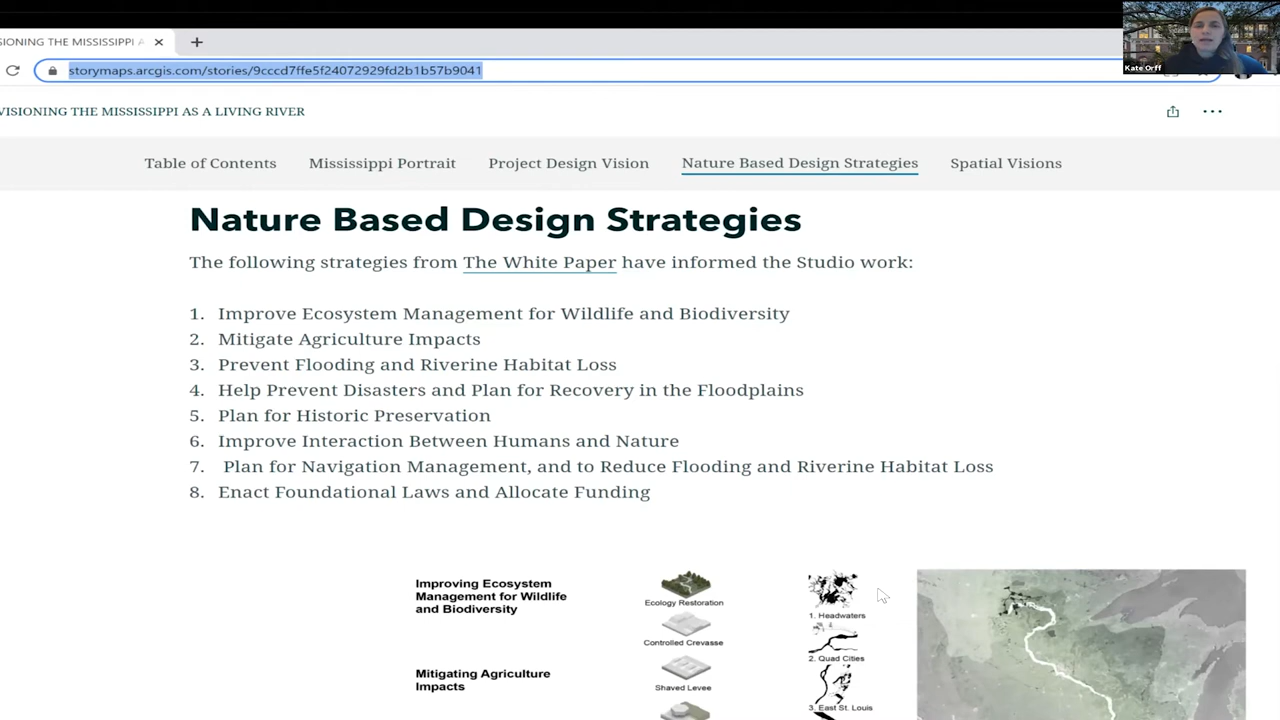 SIONING THE MISSISSIPPI A
storymaps.arcgis.com/stories/9cccd7ffe5f24072929fd2b1b57b9041
Kate Orff
VISIONING THE MISSISSIPPI AS A LIVING RIVER
Table of Contents Mississippi Portrait Project Design Vision Nature Based Design Strategies Spatial Visions
Nature Based Design Strategies
The following strategies from The White Paper have informed the Studio work:
1. Improve Ecosystem Management for Wildlife and Biodiversity
2. Mitigate Agriculture Impacts
3. Prevent Flooding and Riverine Habitat Loss
4. Help Prevent Disasters and Plan for Recovery in the Floodplains
5. Plan for Historic Preservation
6. Improve Interaction Between Humans and Nature
7. Plan for Navigation Management, and to Reduce Flooding and Riverine Habitat Loss
8. Enact Foundational Laws and Allocate Funding
Improving Ecosystem
Management for Wildlife
and Biodiversity
Ecology Restoration
1. Headwaters
Controlled Crevasse
2. Quad Cities
Mitigating Agriculture
Impacts
Shaved Levee
3. East St. Louis